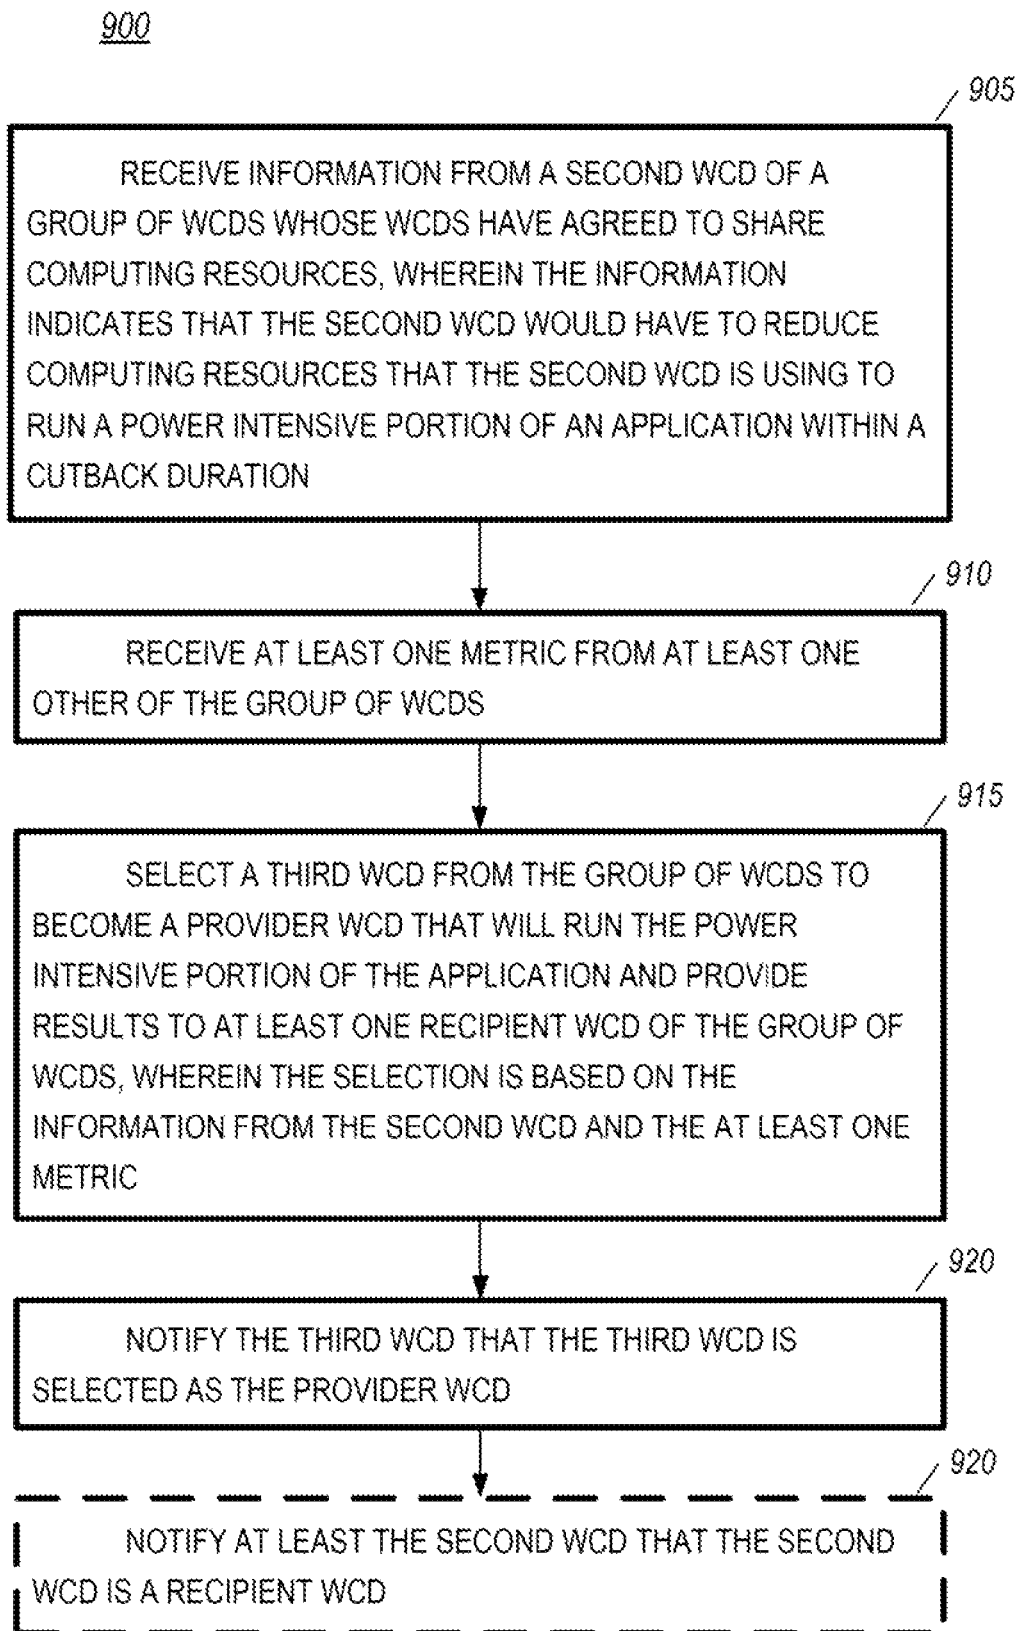 900
905
RECEIVE INFORMATION FROM A SECOND WCD OF A
GROUP OF WCDS WHOSE WCDS HAVE AGREED TO SHARE
COMPUTING RESOURCES, WHEREIN THE INFORMATION
INDICATES THAT THE SECOND WCD WOULD HAVE TO REDUCE
COMPUTING RESOURCES THAT THE SECOND WCD IS USING TO
RUN A POWER INTENSIVE PORTION OF AN APPLICATION WITHIN A
CUTBACK DURATION
910
RECEIVE AT LEAST ONE METRIC FROM AT LEAST ONE
OTHER OF THE GROUP OF WCDS
915
SELECT A THIRD WCD FROM THE GROUP OF WCDS TO
BECOME A PROVIDER WCD THAT WILL RUN THE POWER
INTENSIVE PORTION OF THE APPLICATION AND PROVIDE
RESULTS TO AT LEAST ONE RECIPIENT WCD OF THE GROUP OF
WCDS, WHEREIN THE SELECTION IS BASED ON THE
INFORMATION FROM THE SECOND WCD AND THE AT LEAST ONE
METRIC
920
NOTIFY THE THIRD WCD THAT THE THIRD WCD IS
SELECTED AS THE PROVIDER WCD
920
NOTIFY AT LEAST THE SECOND WCD THAT THE SECOND
WCD IS A RECIPIENT WCD